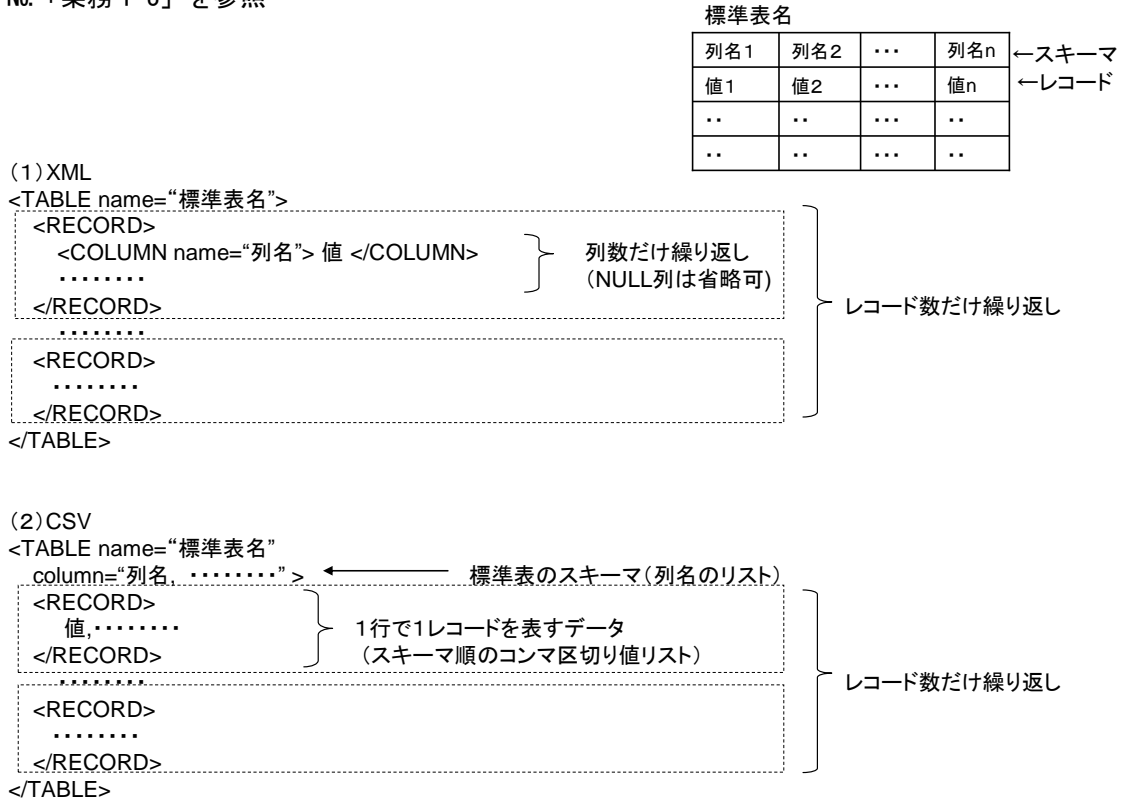 №「業務1-6」を参照
標準表名
列名1 列名2 ・・・ 列名n ←スキーマ
値1 値2 ・・・ 値n ←レコード
・・ ・・ ・・・ ・・
・・ ・・ ・・・ ・・
(1)XML
<TABLE name=“標準表名”>
<RECORD>
<COLUMN name=“列名”> 値 </COLUMN> 列数だけ繰り返し
・・・・・・・・ (NULL列は省略可)
</RECORD> レコード数だけ繰り返し
・・・・・・・・
<RECORD>
・・・・・・・・
</RECORD>
</TABLE>
(2)CSV
<TABLE name=“標準表名”
column=“列名, ・・・・・・・・” > 標準表のスキーマ(列名のリスト)
<RECORD>
値,・・・・・・・・ 1行で1レコードを表すデータ
</RECORD> (スキーマ順のコンマ区切り値リスト)
・・・・・・・・ レコード数だけ繰り返し
<RECORD>
・・・・・・・・
</RECORD>
</TABLE>